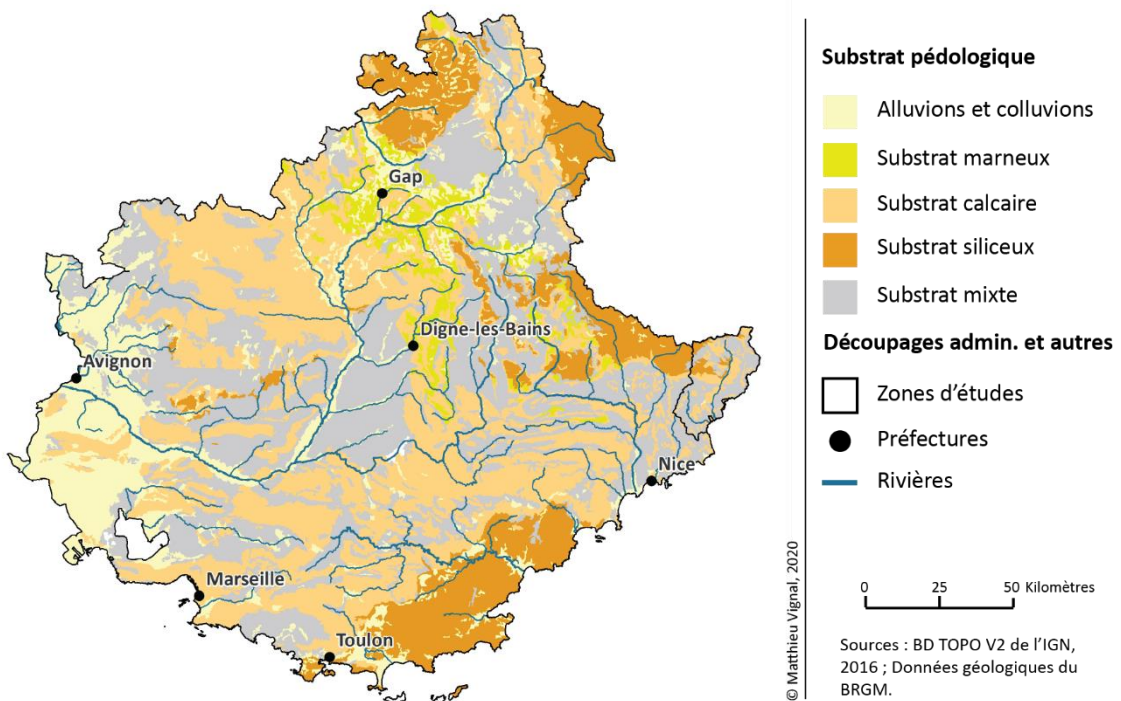 Gap
Digne-les-Bains
Avignon
Nice
Marseille
Toulon
© Matthieu Vignal, 2020
Substrat pédologique
Alluvions et colluvions
Substrat marneux
Substrat calcaire
Substrat siliceux
Substrat mixte
Découpages admin. et autres
Zones d’études
Préfectures
Rivières
0 25 50 Kilomètres
Sources : BD TOPO V2 de l’IGN,
2016 ; Données géologiques du
BRGM.